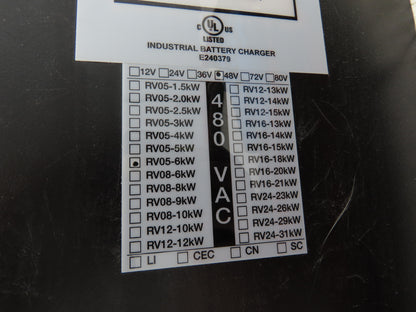 C UL US
LISTED
INDUSTRIAL BATTERY CHARGER
E240379
12V 24V 36V 48V 72V 80V
RV05-1.5kW RV12-13kW
RV05-2.0kW RV12-14kW
RV05-2.5kW RV12-15kW
RV05-3kW RV16-13kW
RV05-4kW RV16-14kW
RV05-5kW RV16-15kW
RV05-6kW RV16-18kW
RV08-6kW RV16-20kW
RV08-8kW RV16-21kW
RV08-9kW RV24-23kW
RV08-10kW RV24-26kW
RV12-10kW RV24-29kW
RV12-12kW RV24-31kW
480 VAC
LI CEC CN SC